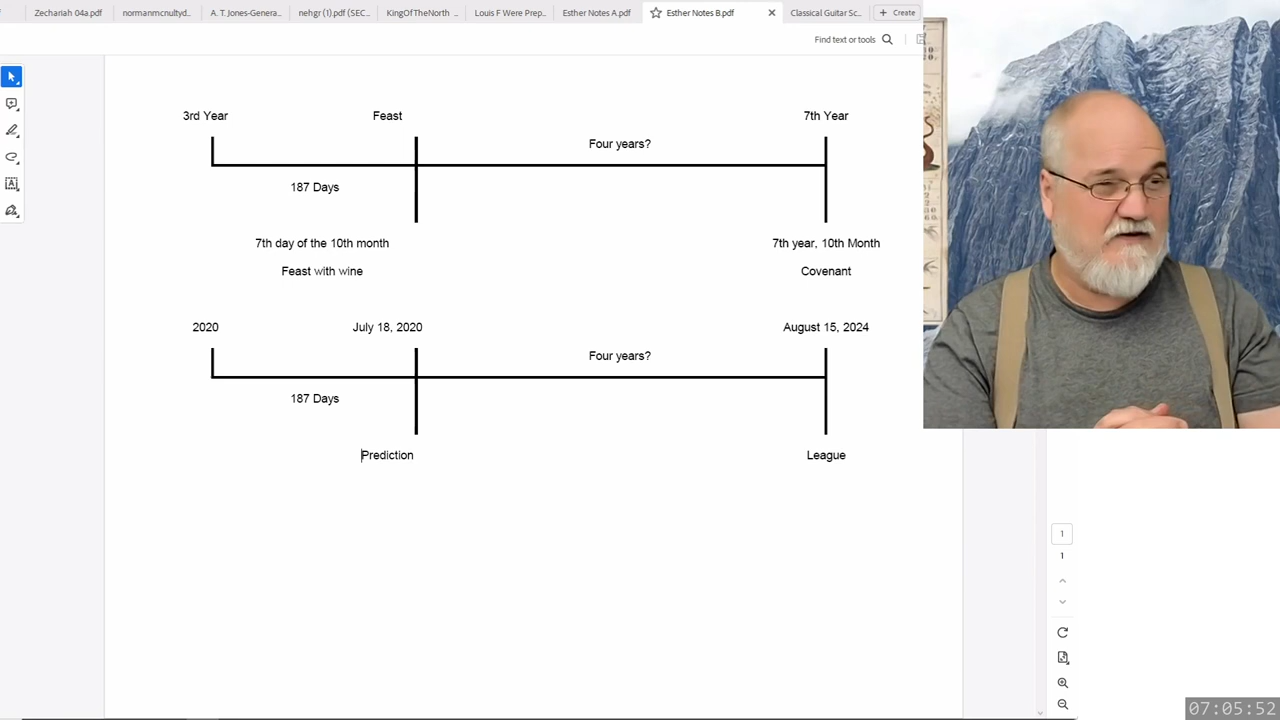 Zechariah 04a.pdf
normanmcnultyd...
A. T. Jones-Genera...
nehgr (1).pdf (SEC...
KingOfTheNorth ...
Louis F Were Prep...
Esther Notes A.pdf
Esther Notes B.pdf
Classical Guitar Sc...
Create
Find text or tools
3rd Year
Feast
7th Year
Four years?
187 Days
7th day of the 10th month
7th year, 10th Month
Feast with wine
Covenant
2020
July 18, 2020
August 15, 2024
Four years?
187 Days
Prediction
League
1
1
07:05:52